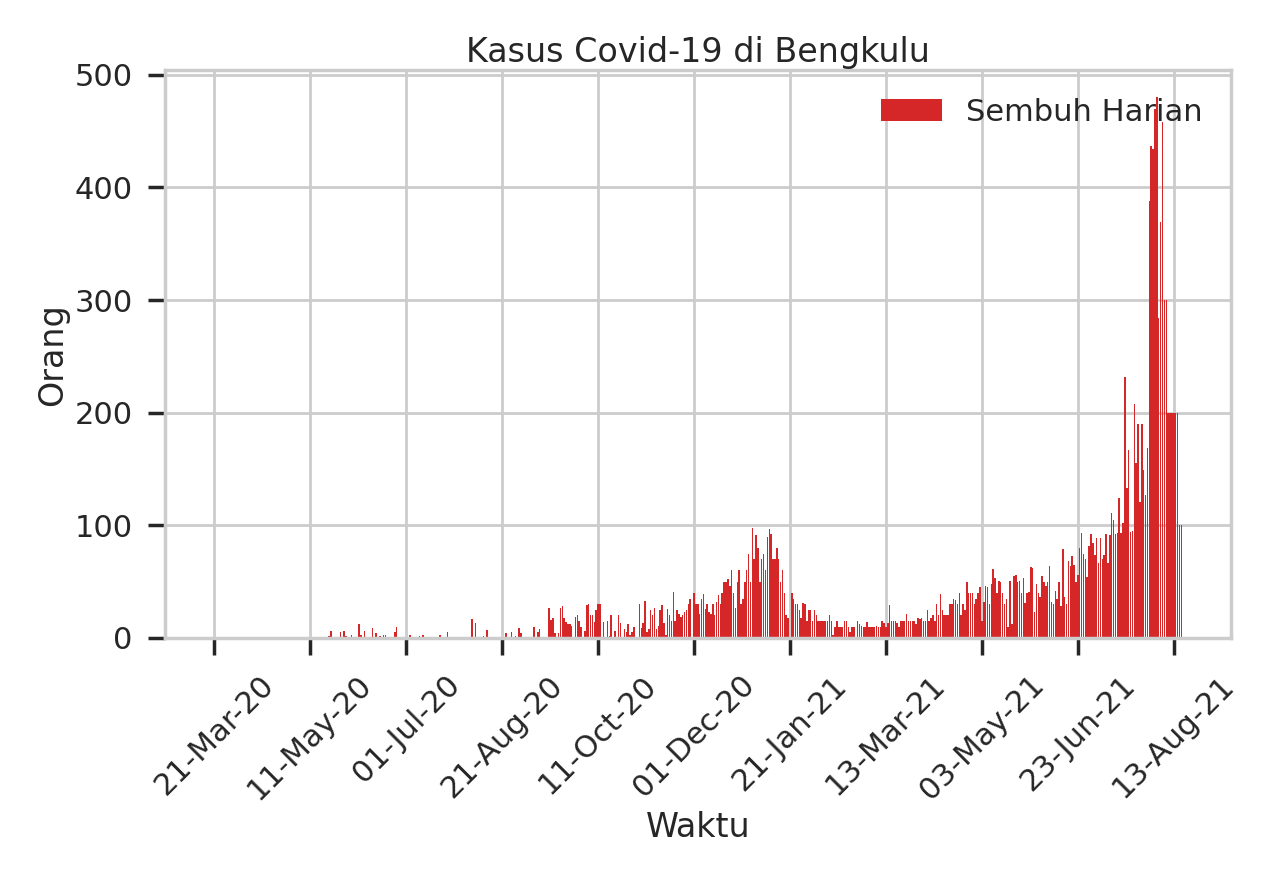 Kasus Covid-19 di Bengkulu
Sembuh Harian
Orang
500
400
300
200
100
0
21-Mar-20
11-May-20
01-Jul-20
21-Aug-20
11-Oct-20
01-Dec-20
21-Jan-21
13-Mar-21
03-May-21
23-Jun-21
13-Aug-21
Waktu